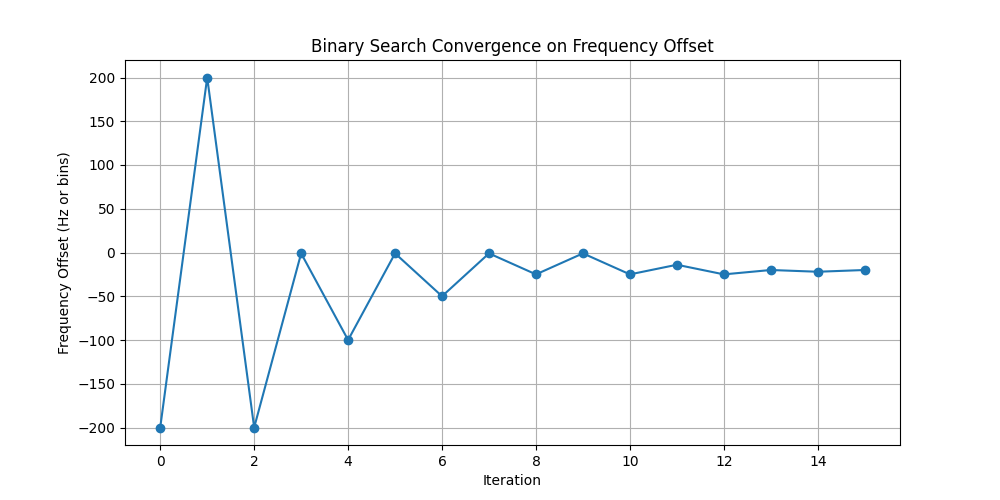 Binary Search Convergence on Frequency Offset
Frequency Offset (Hz or bins)
200
150
100
50
0
−50
−100
−150
−200
0 2 4 6 8 10 12 14
Iteration